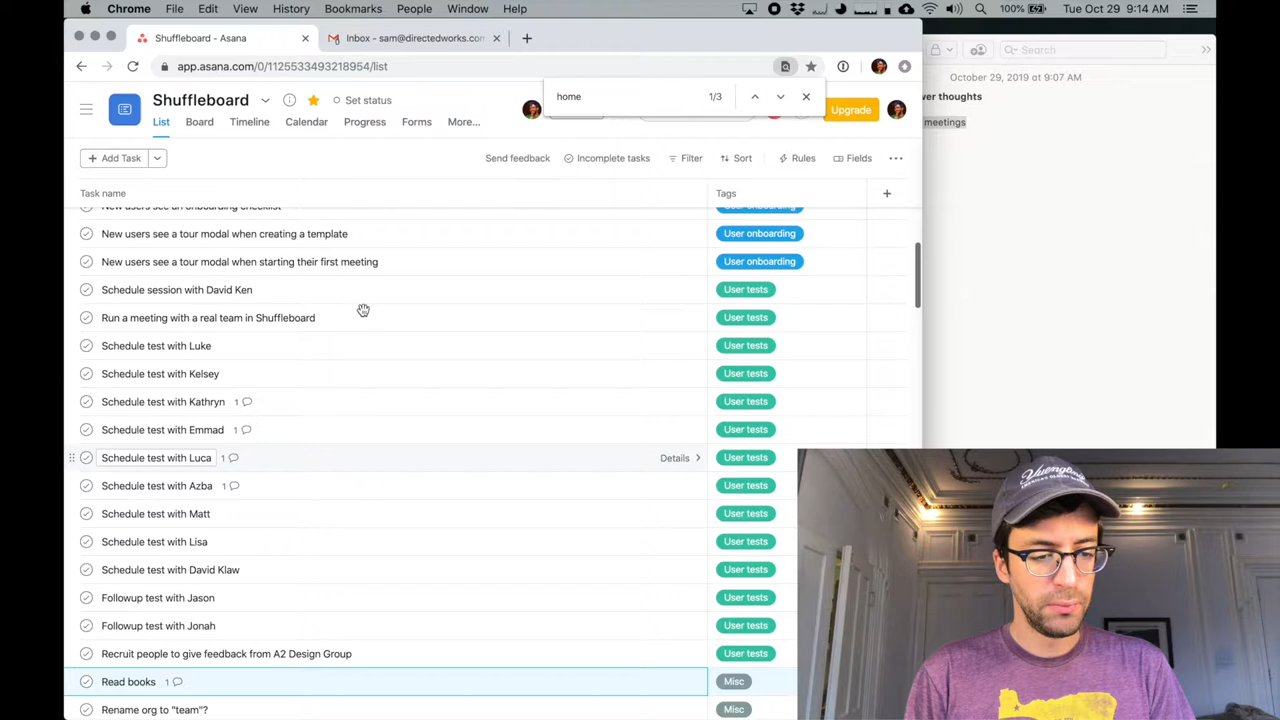 Chrome File Edit View History Bookmarks People Window Help 100% Tue Oct 29 9:14 AM
Shuffleboard - Asana Inbox - sam@directedworks.com
app.asana.com/0/1125533493218954/list
Search
October 29, 2019 at 9:07 AM
home 1/3
wer thoughts
Shuffleboard Set status Upgrade
meetings
List Board Timeline Calendar Progress Forms More...
Add Task Send feedback Incomplete tasks Filter Sort Rules Fields
Task name Tags
New users see an onboarding checklist User onboarding
New users see a tour modal when creating a template User onboarding
New users see a tour modal when starting their first meeting User onboarding
Schedule session with David Ken User tests
Run a meeting with a real team in Shuffleboard User tests
Schedule test with Luke User tests
Schedule test with Kelsey User tests
Schedule test with Kathryn 1 User tests
Schedule test with Emmad 1 User tests
Schedule test with Luca 1 Details User tests
Schedule test with Azba 1 User tests
Schedule test with Matt User tests
Schedule test with Lisa User tests
Schedule test with David Klaw User tests
Followup test with Jason User tests
Followup test with Jonah User tests
Recruit people to give feedback from A2 Design Group User tests
Read books 1 Misc
Rename org to "team"? Misc
Yuengling